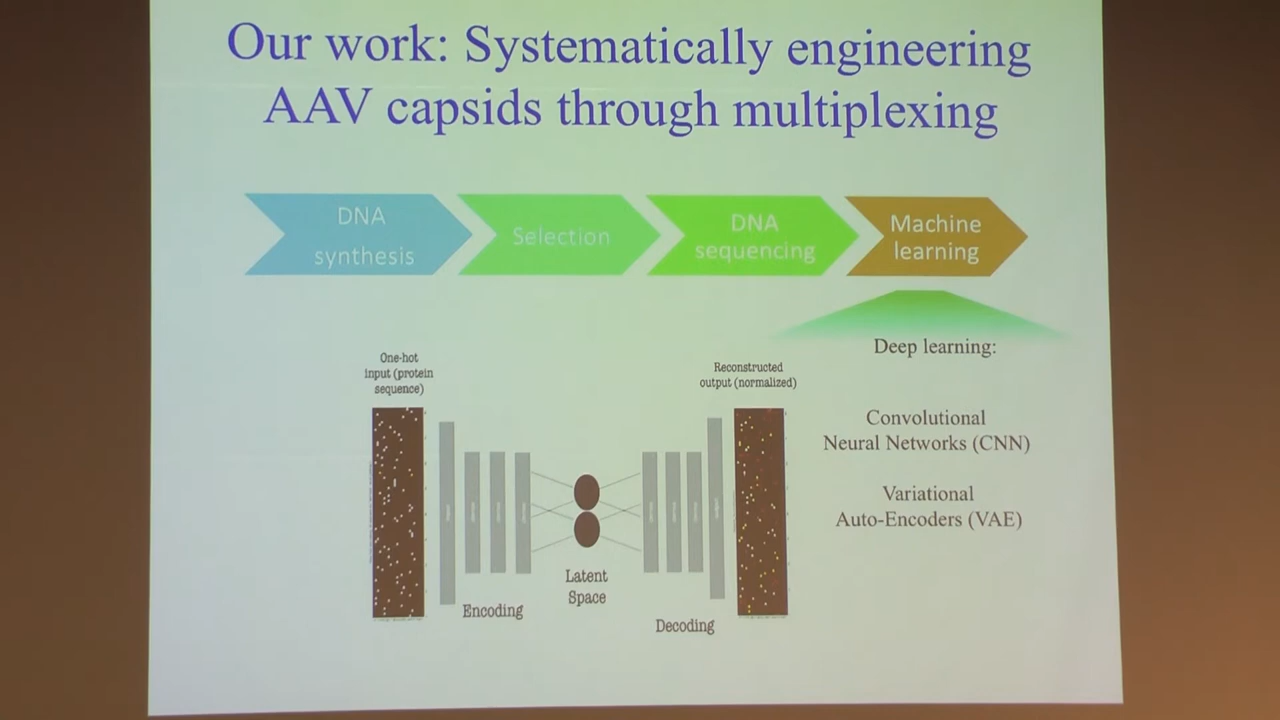 Our work: Systematically engineering
AAV capsids through multiplexing
DNA
synthesis
Selection
DNA
sequencing
Machine
learning
Deep learning:
One-hot
input (protein
sequence)
Reconstructed
output (normalized)
Convolutional
Neural Networks (CNN)
Variational
Auto-Encoders (VAE)
Latent
Space
Encoding
Decoding